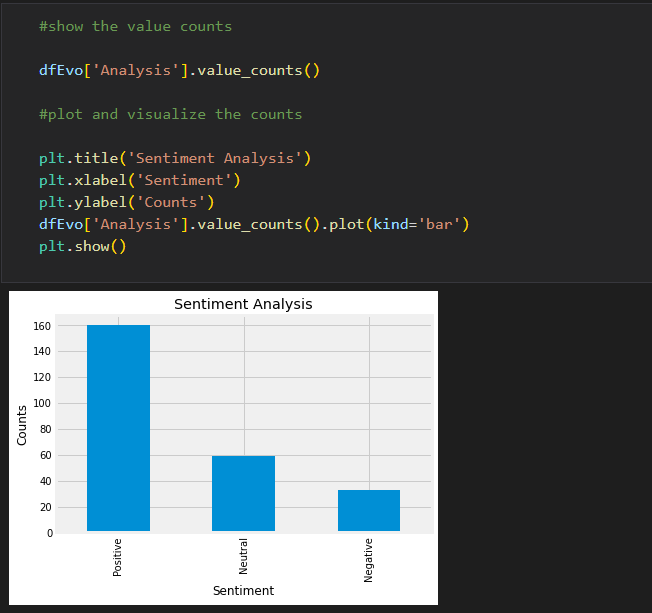 #show the value counts
dfEvo['Analysis'].value_counts()
#plot and visualize the counts
plt.title('Sentiment Analysis')
plt.xlabel('Sentiment')
plt.ylabel('Counts')
dfEvo['Analysis'].value_counts().plot(kind='bar')
plt.show()
Sentiment Analysis
160
140
120
100
80
60
40
20
0
Counts
Positive
Neutral
Negative
Sentiment